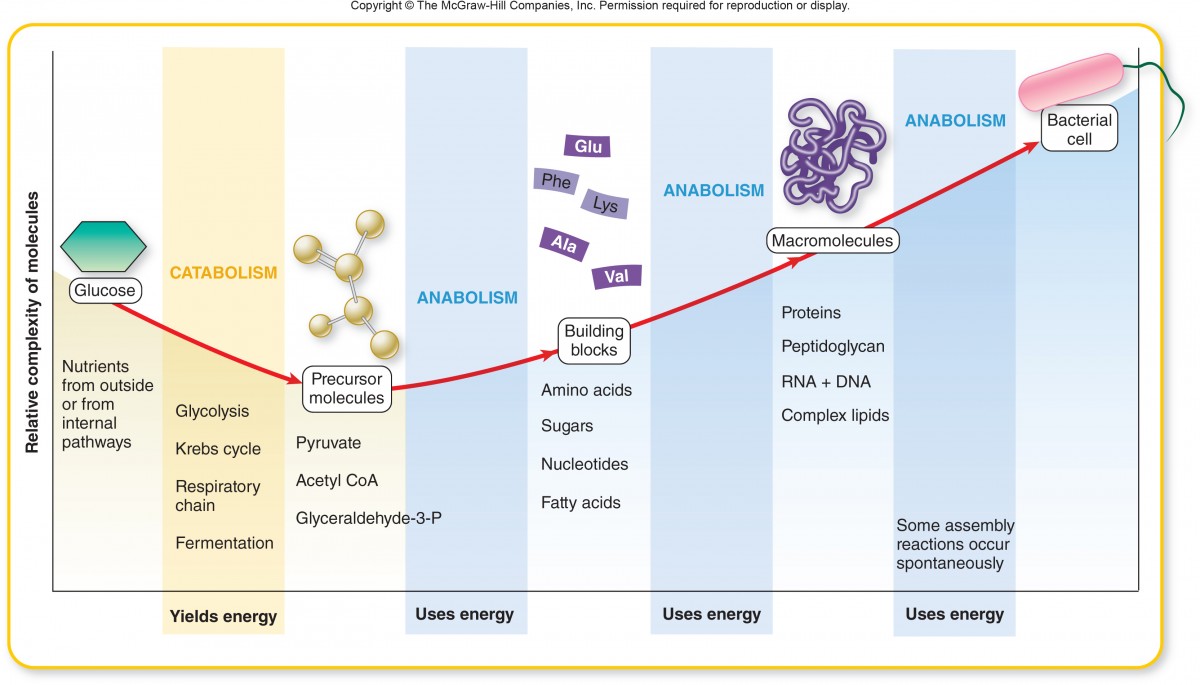 Copyright © The McGraw-Hill Companies, Inc. Permission required for reproduction or display.
Relative complexity of molecules
Glucose
Nutrients
from outside
or from
internal
pathways
CATABOLISM
Glycolysis
Krebs cycle
Respiratory
chain
Fermentation
Yields energy
Precursor
molecules
Pyruvate
Acetyl CoA
Glyceraldehyde-3-P
ANABOLISM
Uses energy
Glu
Phe
Lys
Ala
Val
Building
blocks
Amino acids
Sugars
Nucleotides
Fatty acids
ANABOLISM
Uses energy
Macromolecules
Proteins
Peptidoglycan
RNA + DNA
Complex lipids
ANABOLISM
Some assembly
reactions occur
spontaneously
Uses energy
Bacterial
cell